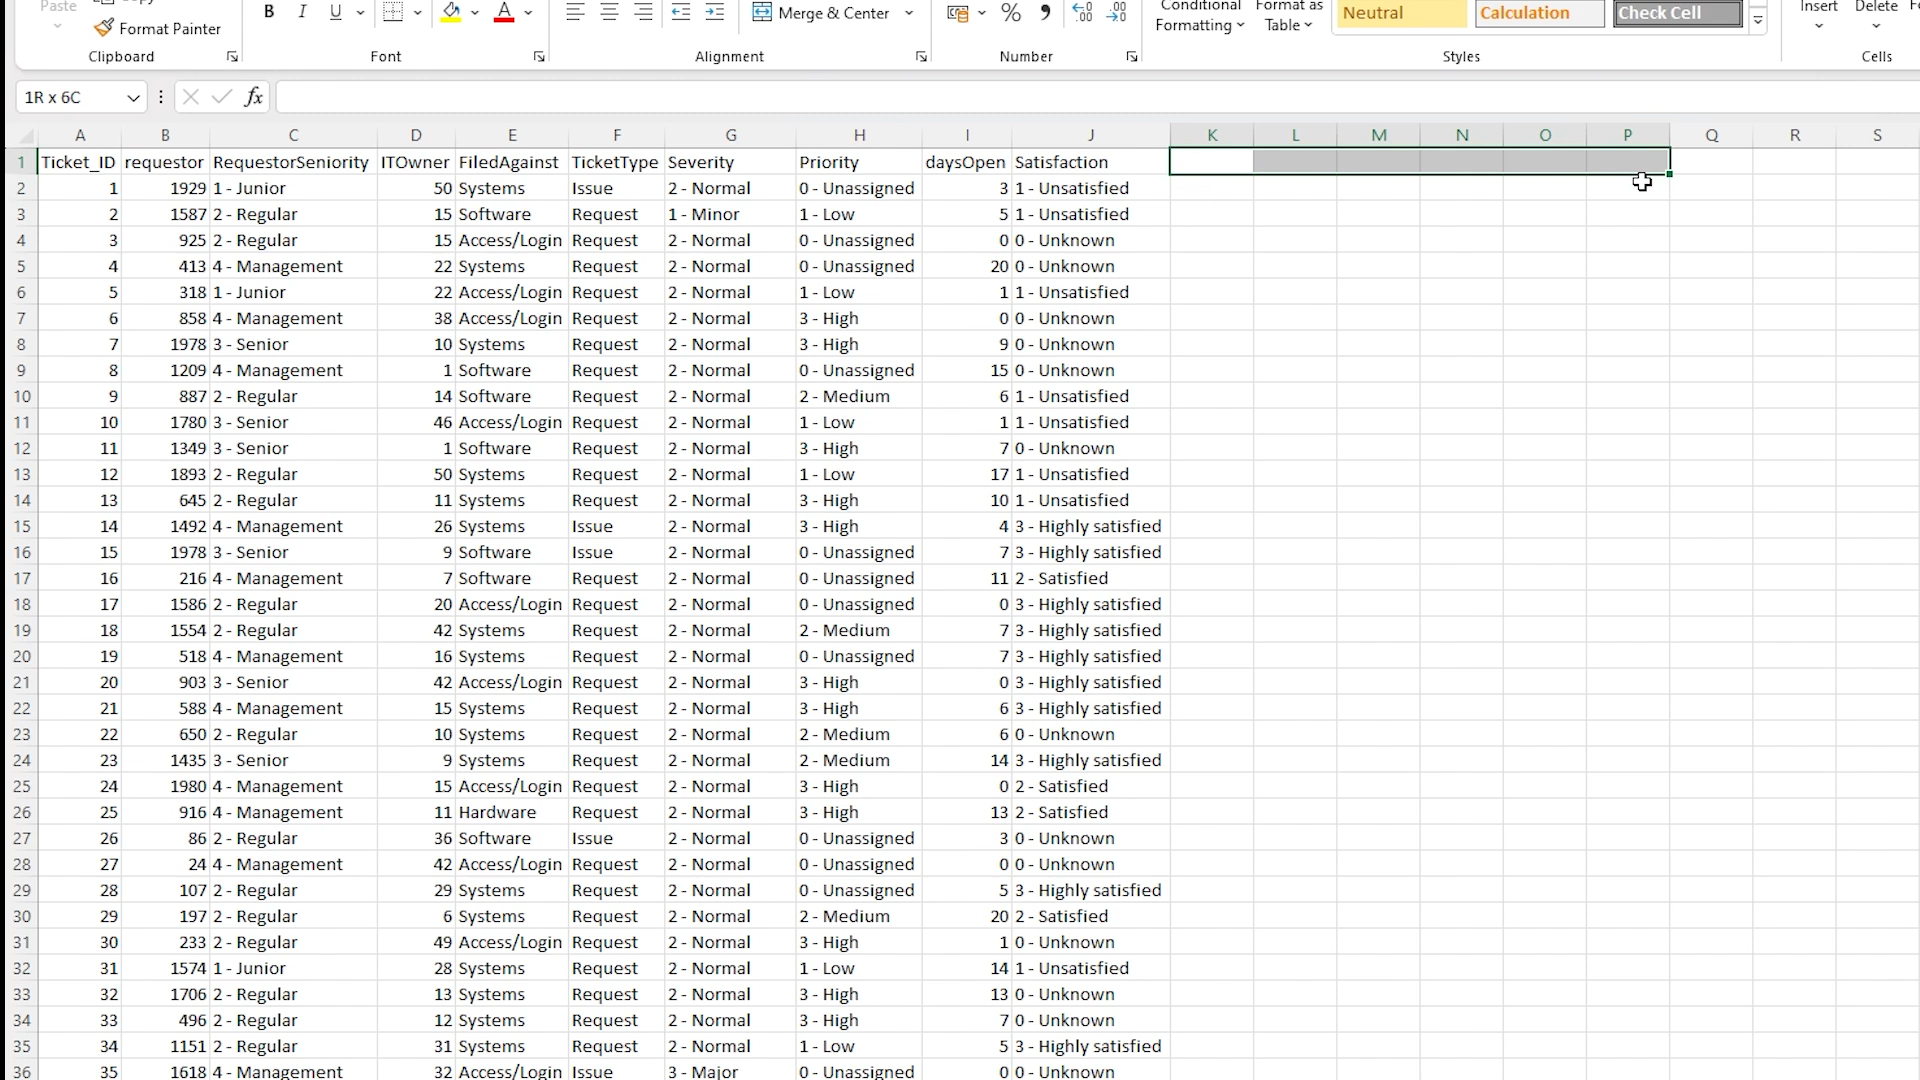 Paste Copy B I U A Merge & Center % , Conditional Format as Neutral Calculation Check Cell Insert Delete
Format Painter Formatting Table
Clipboard Font Alignment Number Styles Cells
1R x 6C fx
A B C D E F G H I J K L M N O P Q R S
1 Ticket_ID requestor RequestorSeniority ITOwner FiledAgainst TicketType Severity Priority daysOpen Satisfaction
2 1 1929 1 - Junior 50 Systems Issue 2 - Normal 0 - Unassigned 3 1 - Unsatisfied
3 2 1587 2 - Regular 15 Software Request 1 - Minor 1 - Low 5 1 - Unsatisfied
4 3 925 2 - Regular 15 Access/Login Request 2 - Normal 0 - Unassigned 0 0 - Unknown
5 4 413 4 - Management 22 Systems Request 2 - Normal 0 - Unassigned 20 0 - Unknown
6 5 318 1 - Junior 22 Access/Login Request 2 - Normal 1 - Low 1 1 - Unsatisfied
7 6 858 4 - Management 38 Access/Login Request 2 - Normal 3 - High 0 0 - Unknown
8 7 1978 3 - Senior 10 Systems Request 2 - Normal 3 - High 9 0 - Unknown
9 8 1209 4 - Management 1 Software Request 2 - Normal 0 - Unassigned 15 0 - Unknown
10 9 887 2 - Regular 14 Software Request 2 - Normal 2 - Medium 6 1 - Unsatisfied
11 10 1780 3 - Senior 46 Access/Login Request 2 - Normal 1 - Low 1 1 - Unsatisfied
12 11 1349 3 - Senior 1 Software Request 2 - Normal 3 - High 7 0 - Unknown
13 12 1893 2 - Regular 50 Systems Request 2 - Normal 1 - Low 17 1 - Unsatisfied
14 13 645 2 - Regular 11 Systems Request 2 - Normal 3 - High 10 1 - Unsatisfied
15 14 1492 4 - Management 26 Systems Issue 2 - Normal 3 - High 4 3 - Highly satisfied
16 15 1978 3 - Senior 9 Software Issue 2 - Normal 0 - Unassigned 7 3 - Highly satisfied
17 16 216 4 - Management 7 Software Request 2 - Normal 0 - Unassigned 11 2 - Satisfied
18 17 1586 2 - Regular 20 Access/Login Request 2 - Normal 0 - Unassigned 0 3 - Highly satisfied
19 18 1554 2 - Regular 42 Systems Request 2 - Normal 2 - Medium 7 3 - Highly satisfied
20 19 518 4 - Management 16 Systems Request 2 - Normal 0 - Unassigned 7 3 - Highly satisfied
21 20 903 3 - Senior 42 Access/Login Request 2 - Normal 3 - High 0 3 - Highly satisfied
22 21 588 4 - Management 15 Systems Request 2 - Normal 3 - High 6 3 - Highly satisfied
23 22 650 2 - Regular 10 Systems Request 2 - Normal 2 - Medium 6 0 - Unknown
24 23 1435 3 - Senior 9 Systems Request 2 - Normal 2 - Medium 14 3 - Highly satisfied
25 24 1980 4 - Management 15 Access/Login Request 2 - Normal 3 - High 0 2 - Satisfied
26 25 916 4 - Management 11 Hardware Request 2 - Normal 3 - High 13 2 - Satisfied
27 26 86 2 - Regular 36 Software Issue 2 - Normal 0 - Unassigned 3 0 - Unknown
28 27 24 4 - Management 42 Access/Login Request 2 - Normal 0 - Unassigned 0 0 - Unknown
29 28 107 2 - Regular 29 Systems Request 2 - Normal 0 - Unassigned 5 3 - Highly satisfied
30 29 197 2 - Regular 6 Systems Request 2 - Normal 2 - Medium 20 2 - Satisfied
31 30 233 2 - Regular 49 Access/Login Request 2 - Normal 3 - High 1 0 - Unknown
32 31 1574 1 - Junior 28 Systems Request 2 - Normal 1 - Low 14 1 - Unsatisfied
33 32 1706 2 - Regular 13 Systems Request 2 - Normal 3 - High 13 0 - Unknown
34 33 496 2 - Regular 12 Systems Request 2 - Normal 3 - High 7 0 - Unknown
35 34 1151 2 - Regular 31 Systems Request 2 - Normal 1 - Low 5 3 - Highly satisfied
36 35 1618 4 - Management 32 Access/Login Issue 3 - Major 0 - Unassigned 0 0 - Unknown